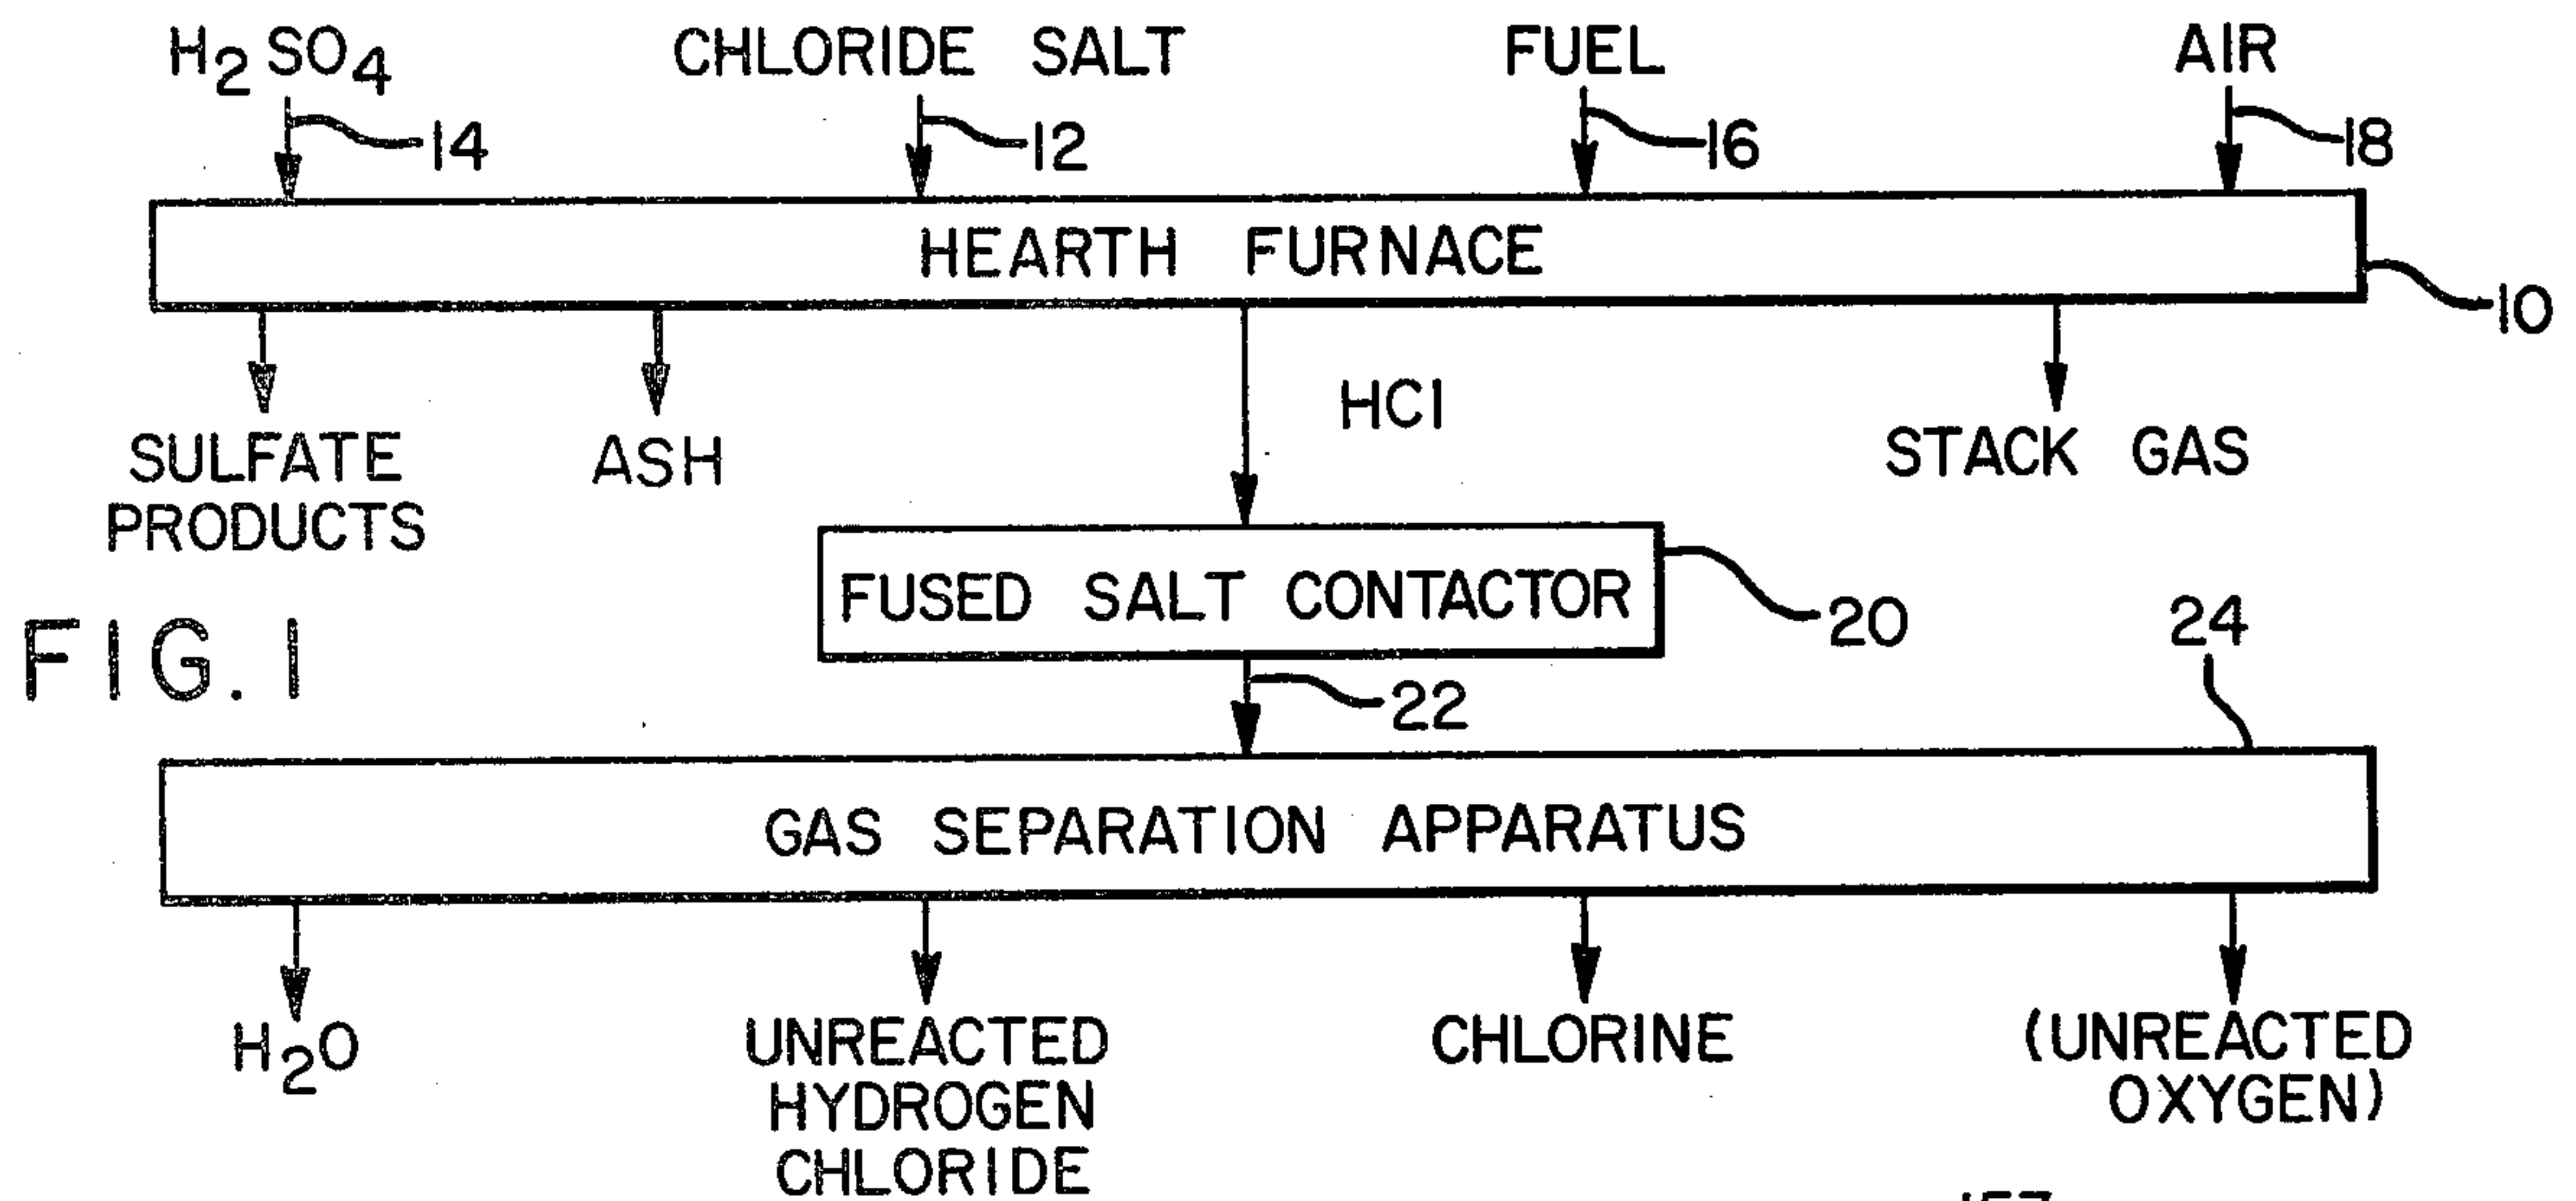 H2SO4
CHLORIDE SALT
FUEL
AIR
14
12
16
18
HEARTH FURNACE
10
HCl
SULFATE
PRODUCTS
ASH
STACK GAS
FUSED SALT CONTACTOR
20
24
FIG. 1
22
GAS SEPARATION APPARATUS
H2O
UNREACTED
HYDROGEN
CHLORIDE
CHLORINE
(UNREACTED
OXYGEN)